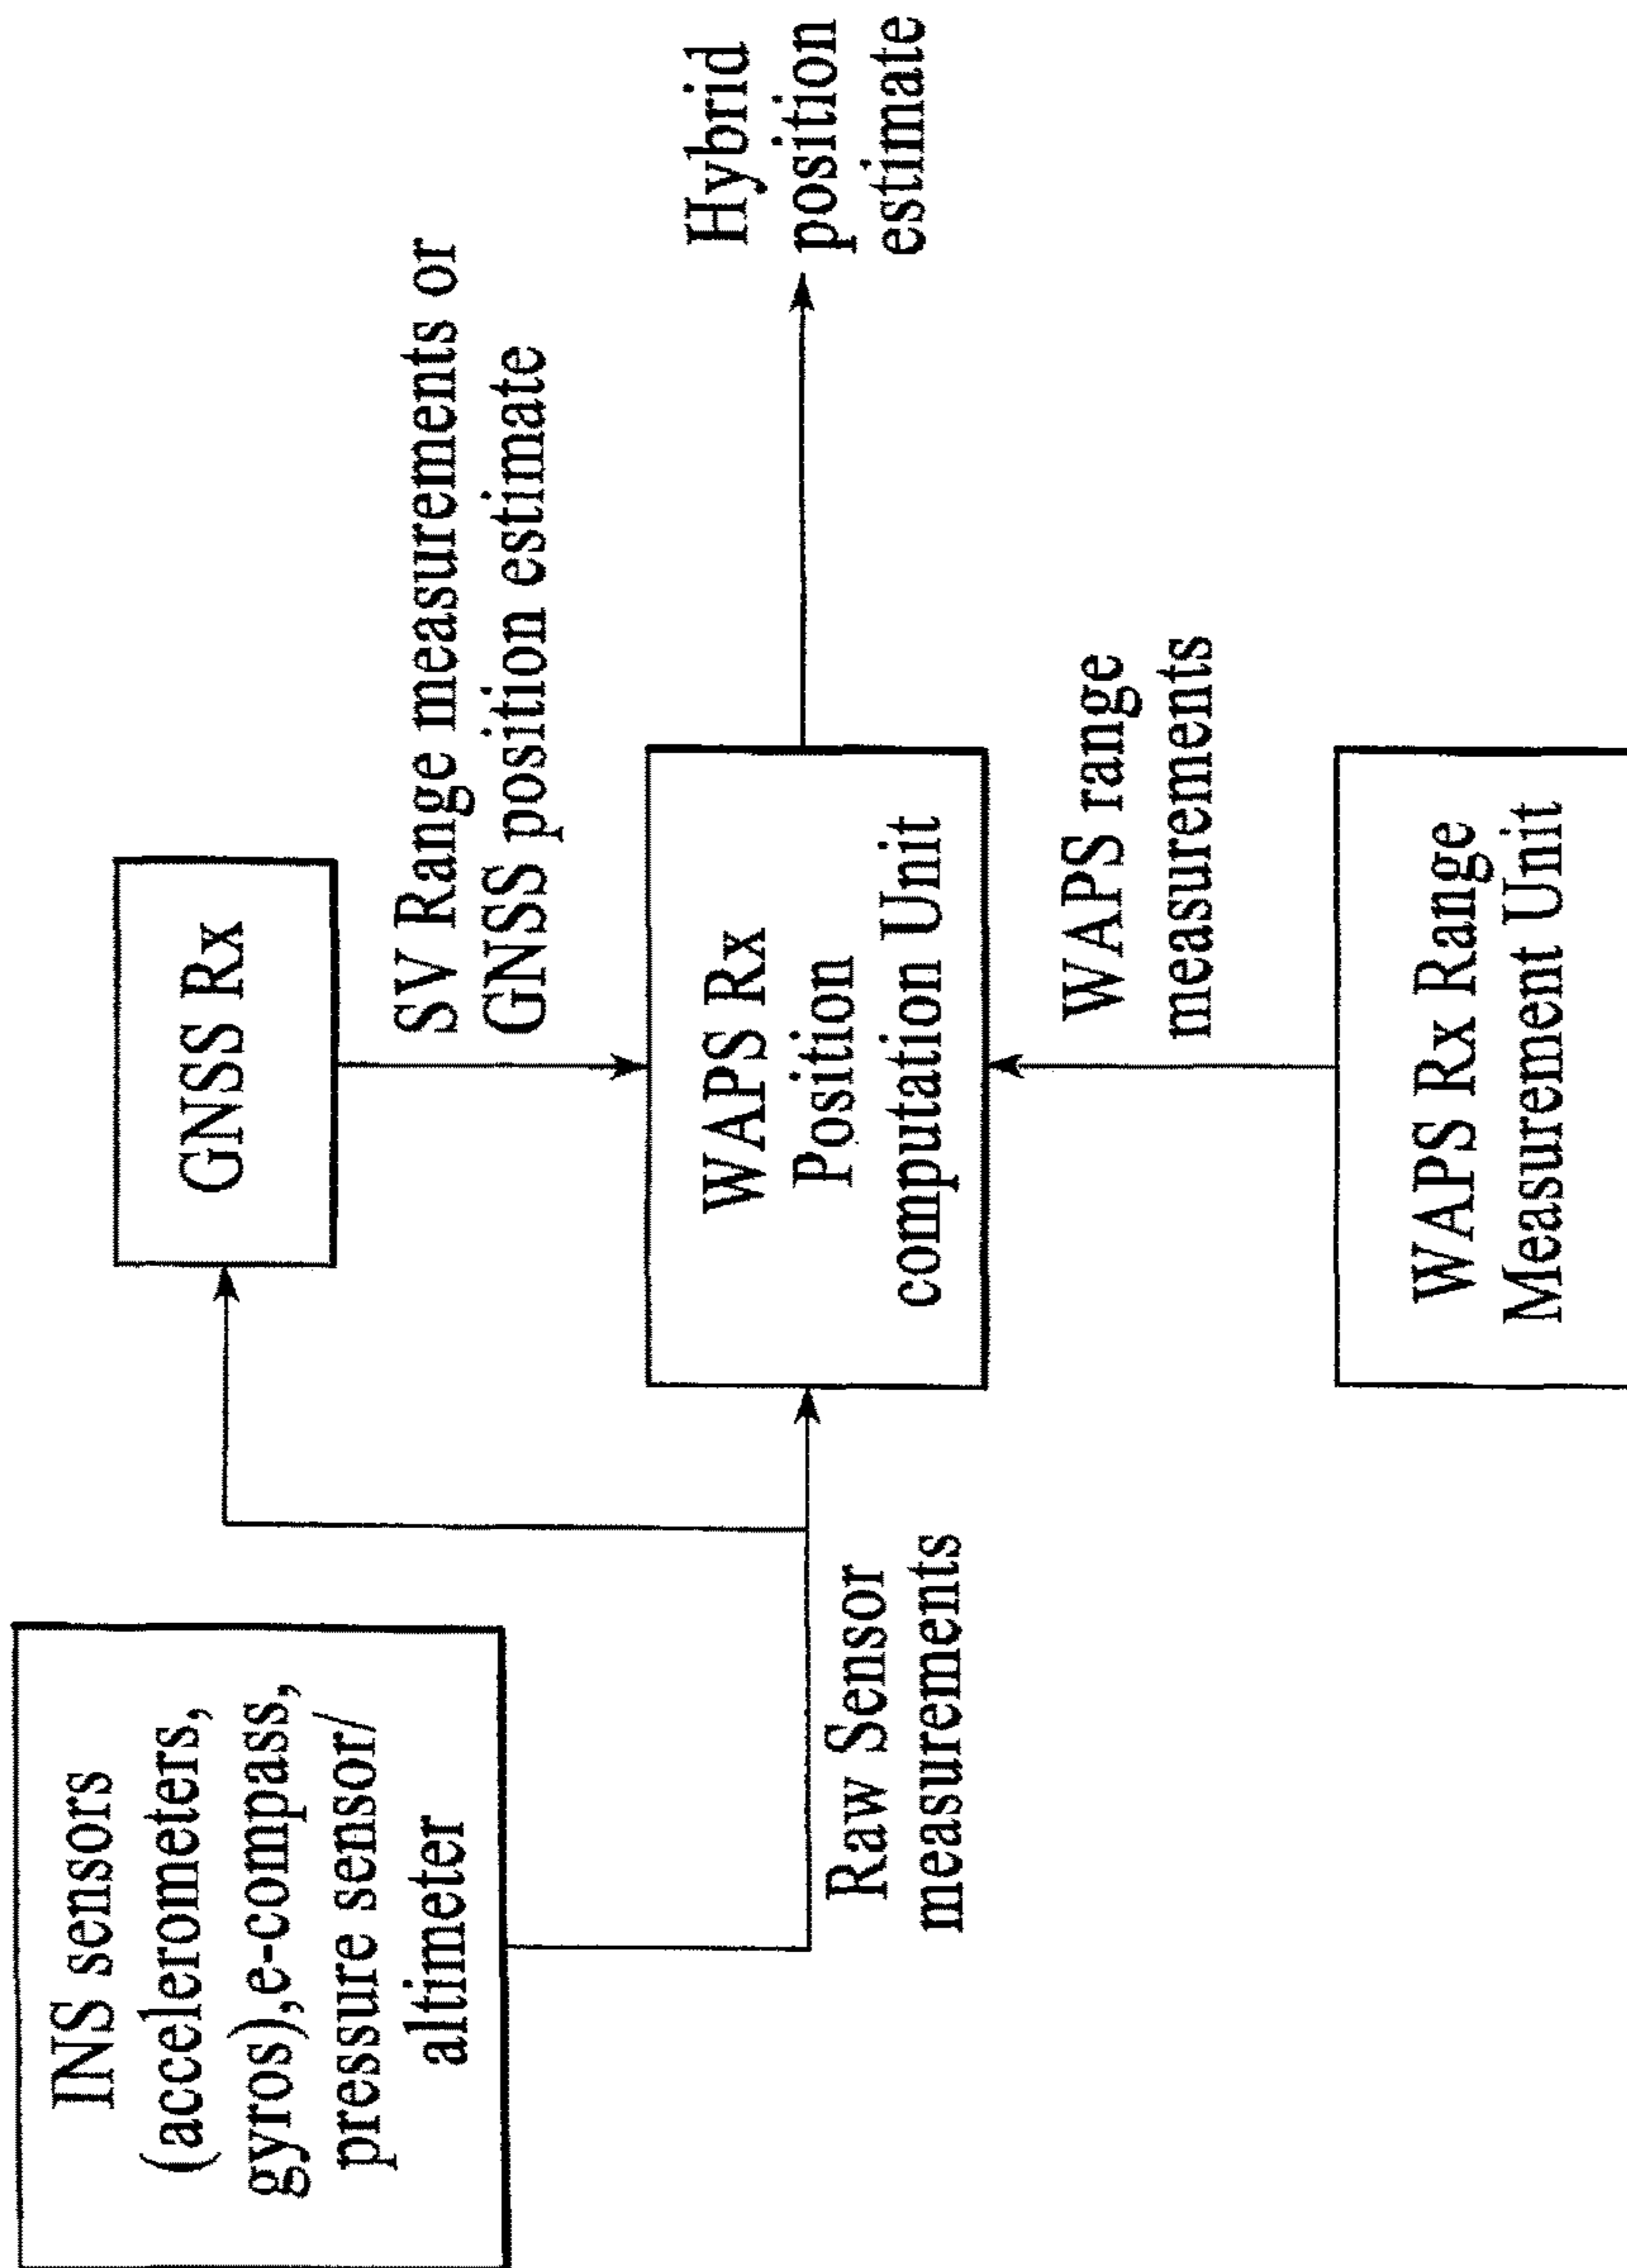 INS sensors
(accelerometers,
gyros),e-compass,
pressure sensor/
altimeter
Raw Sensor
measurements
GNSS Rx
SV Range measurements or
GNSS position estimate
WAPS Rx
Position
computation Unit
WAPS range
measurements
WAPS Rx Range
Measurement Unit
Hybrid
position
estimate